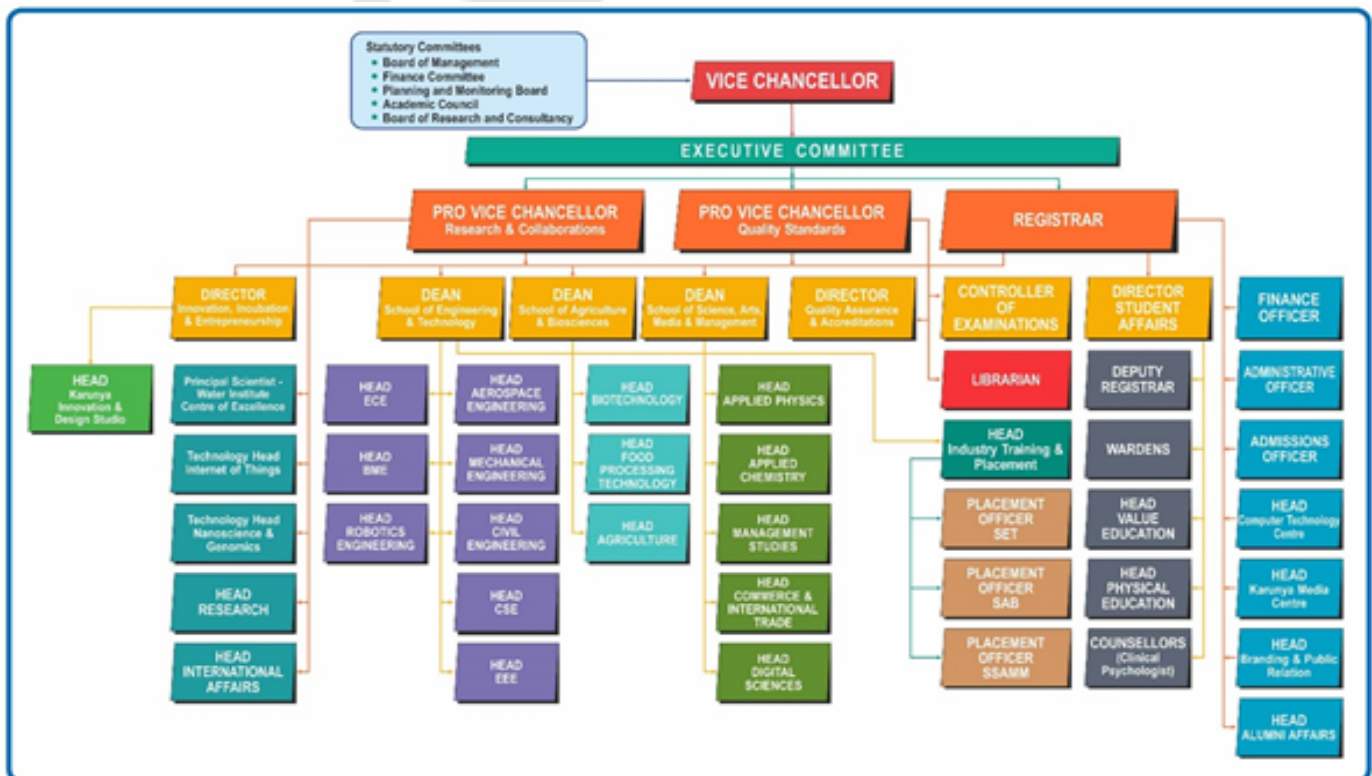 Statutory Committees
• Board of Management
• Finance Committee
• Planning and Monitoring Board
• Academic Council
• Board of Research and Consultancy
VICE CHANCELLOR
EXECUTIVE COMMITTEE
PRO VICE CHANCELLOR
Research & Collaborations
PRO VICE CHANCELLOR
Quality Standards
REGISTRAR
DIRECTOR
Innovation, Incubation
& Entrepreneurship
DEAN
School of Engineering
& Technology
DEAN
School of Agriculture
& Biosciences
DEAN
School of Science, Arts,
Media & Management
DIRECTOR
Quality Assurance
& Accreditations
CONTROLLER
OF
EXAMINATIONS
DIRECTOR
STUDENT
AFFAIRS
FINANCE
OFFICER
HEAD
Karunya
Innovation &
Design Studio
Principal Scientist -
Water Institute
Centre of Excellence
Technology Head
Internet of Things
Technology Head
Nanoscience &
Genomics
HEAD
RESEARCH
HEAD
INTERNATIONAL
AFFAIRS
HEAD
ECE
HEAD
BME
HEAD
ROBOTICS
ENGINEERING
HEAD
AEROSPACE
ENGINEERING
HEAD
MECHANICAL
ENGINEERING
HEAD
CIVIL
ENGINEERING
HEAD
CSE
HEAD
EEE
HEAD
BIOTECHNOLOGY
HEAD
FOOD
PROCESSING
TECHNOLOGY
HEAD
AGRICULTURE
HEAD
APPLIED PHYSICS
HEAD
APPLIED
CHEMISTRY
HEAD
MANAGEMENT
STUDIES
HEAD
COMMERCE &
INTERNATIONAL
TRADE
HEAD
DIGITAL
SCIENCES
LIBRARIAN
HEAD
Industry Training &
Placement
PLACEMENT
OFFICER
SET
PLACEMENT
OFFICER
SAB
PLACEMENT
OFFICER
SSAMM
DEPUTY
REGISTRAR
WARDENS
HEAD
VALUE
EDUCATION
HEAD
PHYSICAL
EDUCATION
COUNSELLORS
(Clinical
Psychologist)
ADMINISTRATIVE
OFFICER
ADMISSIONS
OFFICER
HEAD
Computer Technology
Centre
HEAD
Karunya Media
Centre
HEAD
Branding & Public
Relation
HEAD
ALUMNI AFFAIRS